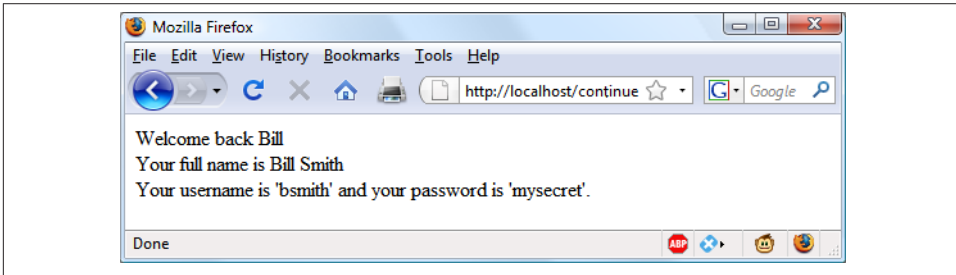 Mozilla Firefox
File Edit View History Bookmarks Tools Help
http://localhost/continue
G Google
Welcome back Bill
Your full name is Bill Smith
Your username is 'bsmith' and your password is 'mysecret'.
Done
ABP